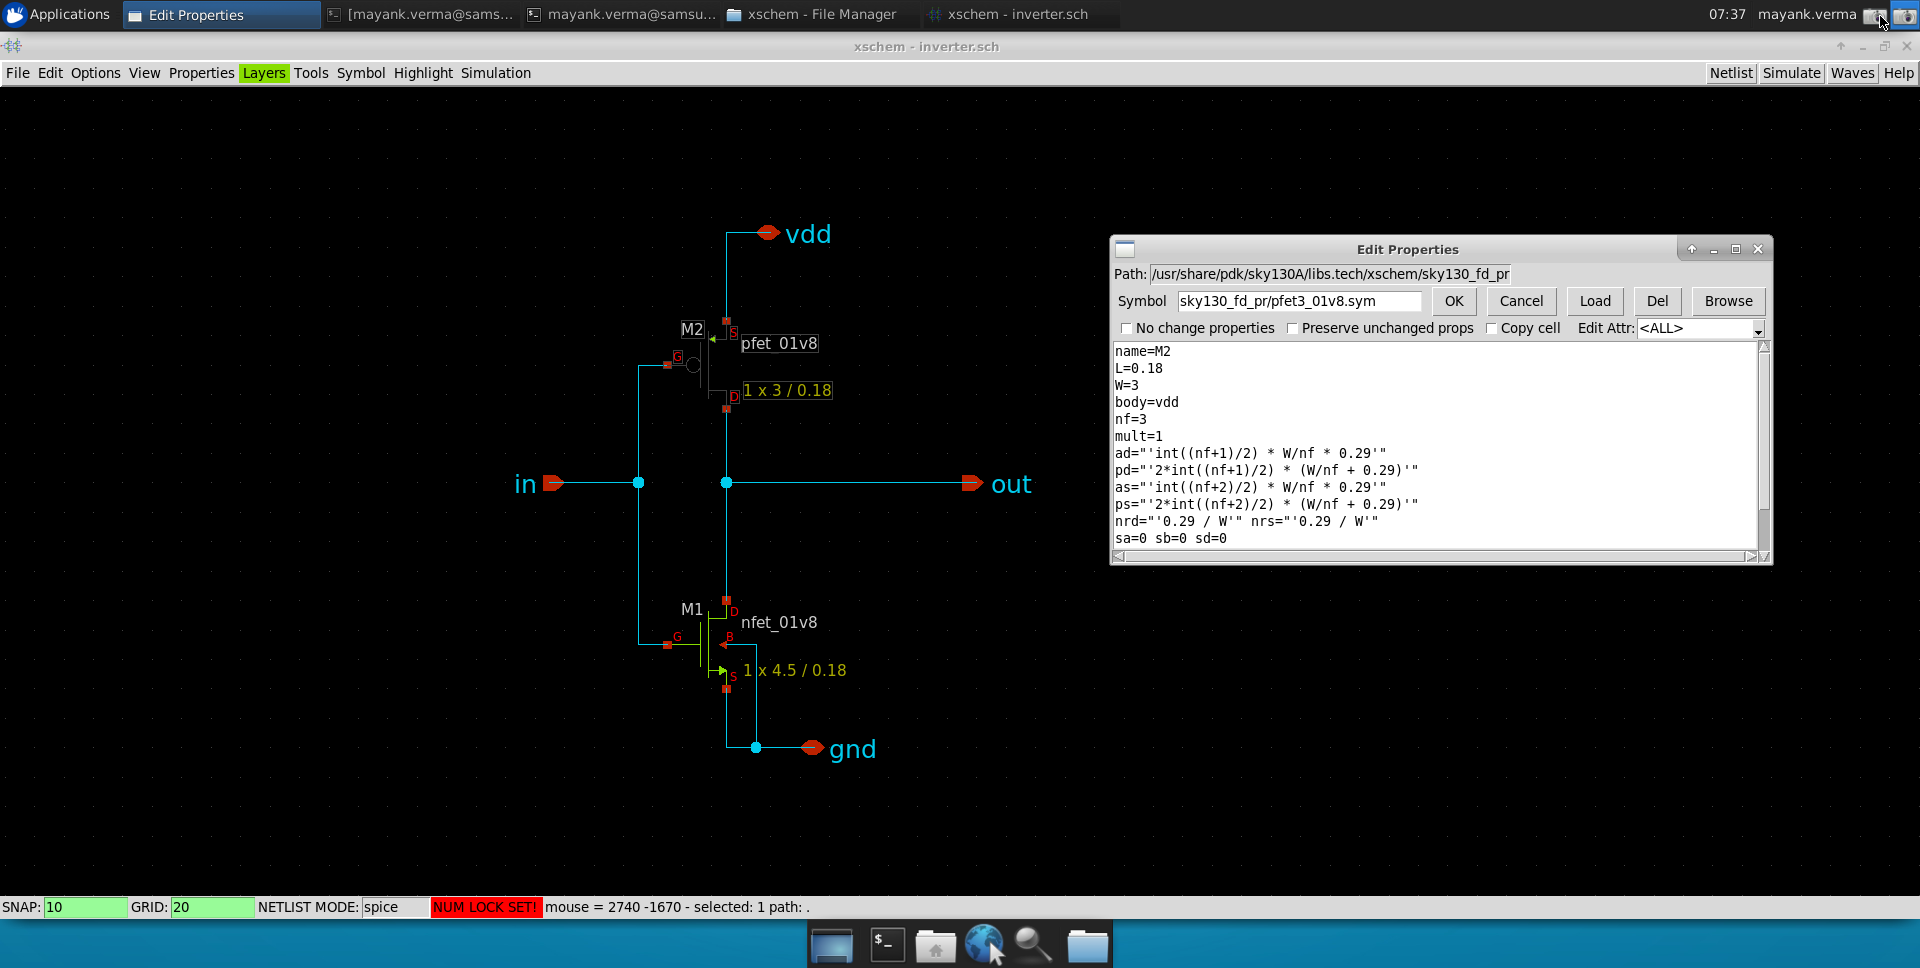 Applications
Edit Properties
[mayank.verma@sams...
mayank.verma@samsu...
xschem - File Manager
xschem - inverter.sch
07:37
mayank.verma
xschem - inverter.sch
File Edit Options View Properties Layers Tools Symbol Highlight Simulation
Netlist Simulate Waves Help
vdd
M2
S
pfet_01v8
G
D
1 x 3 / 0.18
in
out
M1
D
nfet_01v8
G
B
S
1 x 4.5 / 0.18
gnd
Edit Properties
Path: /usr/share/pdk/sky130A/libs.tech/xschem/sky130_fd_pr
Symbol sky130_fd_pr/pfet3_01v8.sym OK Cancel Load Del Browse
No change properties Preserve unchanged props Copy cell Edit Attr: <ALL>
name=M2
L=0.18
W=3
body=vdd
nf=3
mult=1
ad="'int((nf+1)/2) * W/nf * 0.29'"
pd="'2*int((nf+1)/2) * (W/nf + 0.29)'"
as="'int((nf+2)/2) * W/nf * 0.29'"
ps="'2*int((nf+2)/2) * (W/nf + 0.29)'"
nrd="'0.29 / W'" nrs="'0.29 / W'"
sa=0 sb=0 sd=0
SNAP: 10 GRID: 20 NETLIST MODE: spice NUM LOCK SET! mouse = 2740 -1670 - selected: 1 path: .
$_